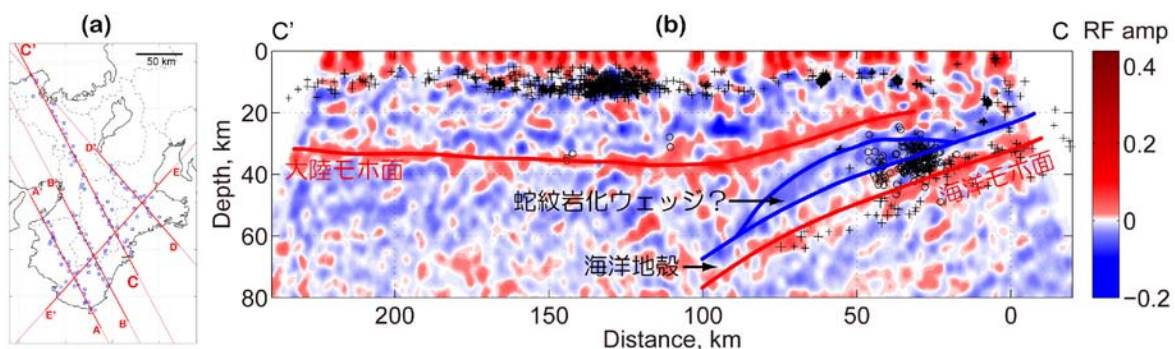 (a)
C'
50 km
D'
E
A'
B'
D
C
E'
A
B
(b)
C'
C
RF amp
0
20
40
60
80
Depth, km
大陸モホ面
蛇紋岩化ウェッジ?
海洋地殻
海洋モホ面
200
150
100
50
0
Distance, km
0.4
0.2
0
−0.2